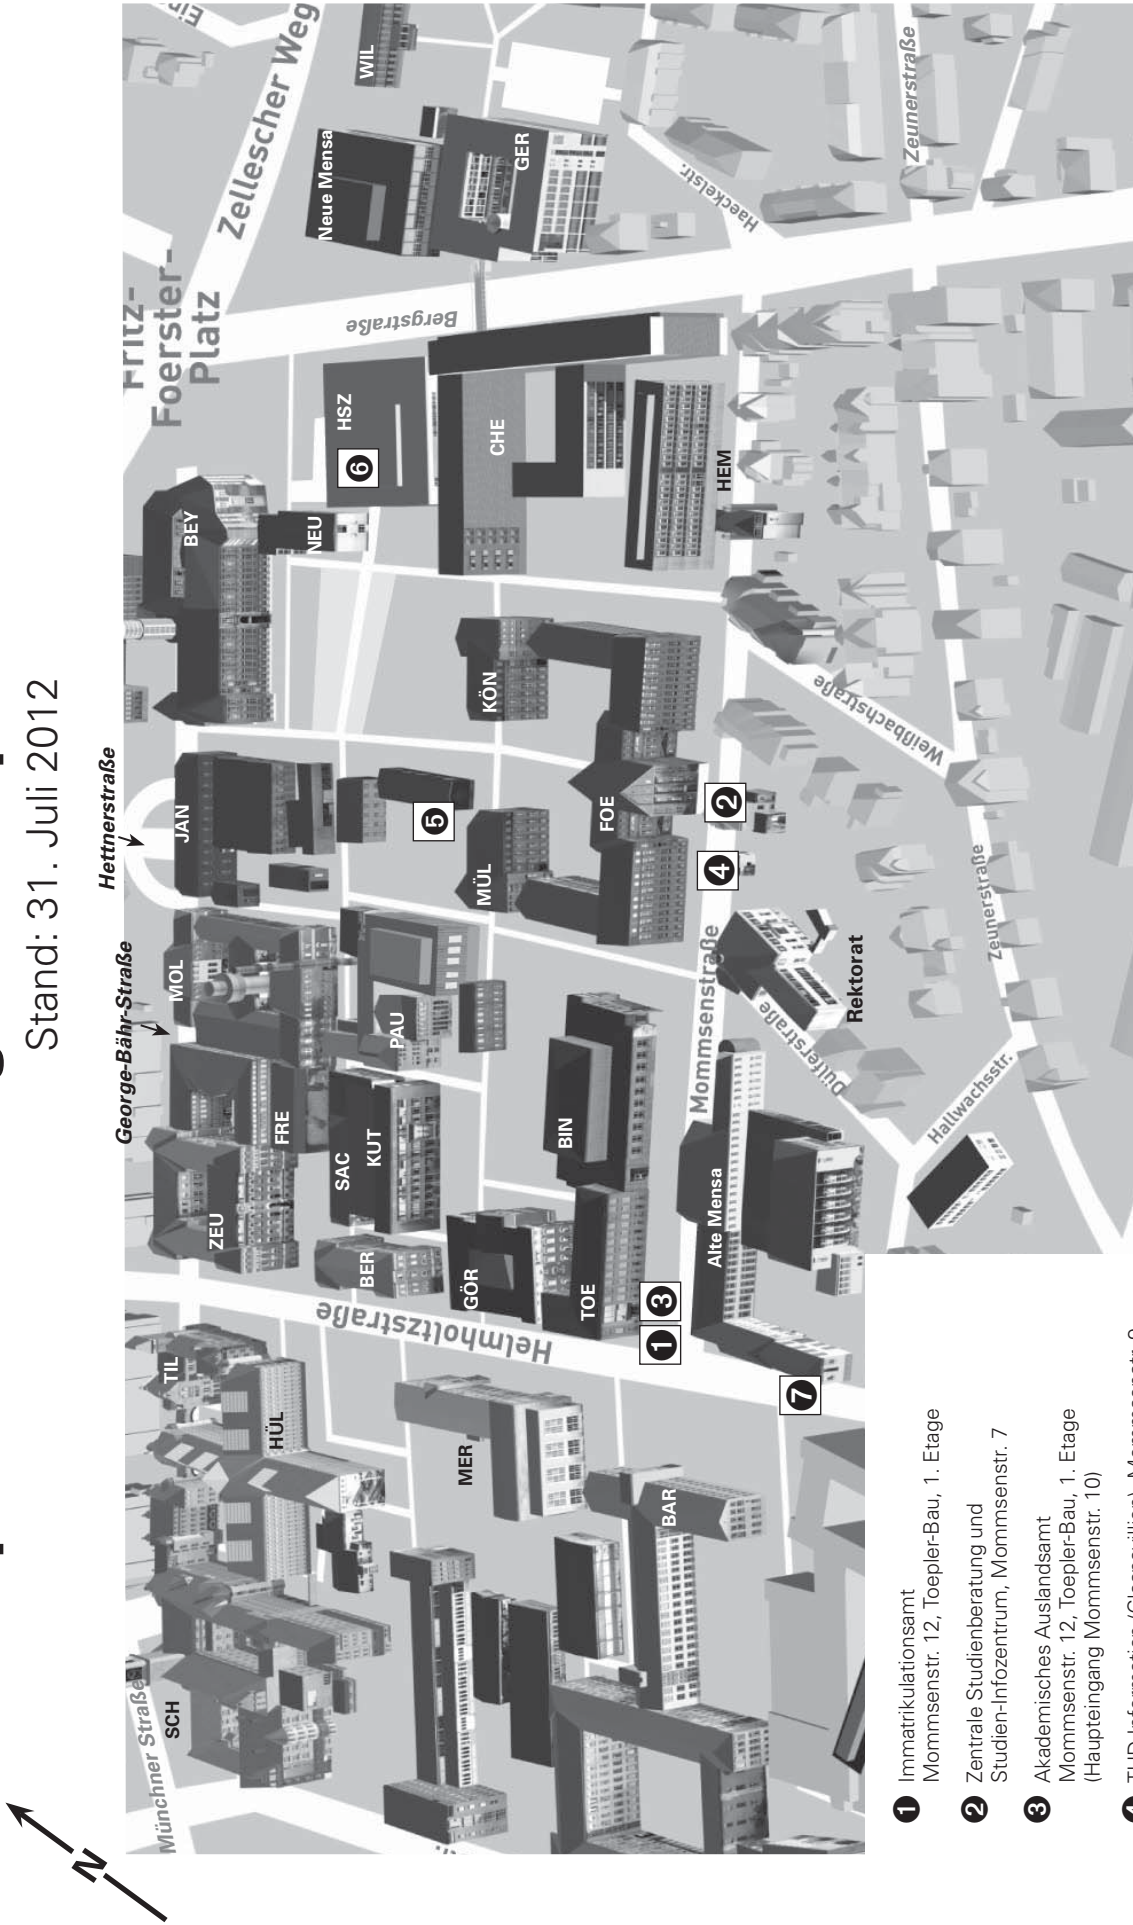 Stand: 31. Juli 2012
N
Münchner Straße
SCH
TIL
HÜL
MER
BAR
Helmholtzstraße
George-Bähr-Straße
Hettnerstraße
ZEU
FRE
MOL
JAN
BEY
NEU
SAC
KUT
PAU
BER
GÖR
TOE
BIN
MÜL
KÖN
FOE
Fritz-
Foerster-
Platz
Zellescher Weg
HSZ
CHE
HEM
Bergstraße
Neue Mensa
GER
WIL
Haeckelstr.
Zeunerstraße
Mommsenstraße
Alte Mensa
Dülferstraße
Rektorat
Weißbachstraße
Zeunerstraße
Hallwachsstr.
1
3
7
5
4
2
6
1 Immatrikulationsamt
Mommsenstr. 12, Toepler-Bau, 1. Etage
2 Zentrale Studienberatung und
Studien-Infozentrum, Mommsenstr. 7
3 Akademisches Auslandsamt
Mommsenstr. 12, Toepler-Bau, 1. Etage
(Haupteingang Mommsenstr. 10)